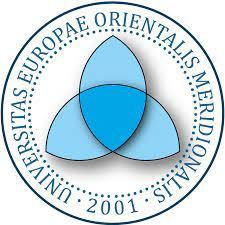 UNIVERSITAS EUROPAE ORIENTALIS MERIDIONALIS
· 2001 ·